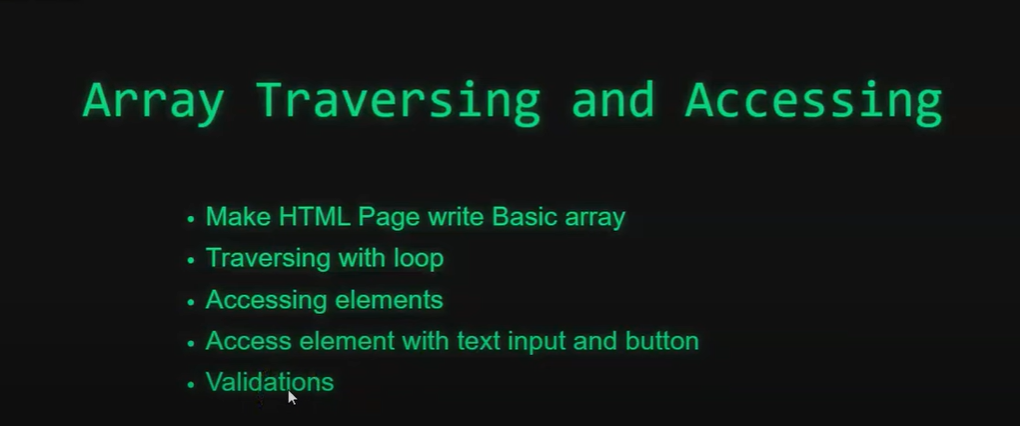 Array Traversing and Accessing
• Make HTML Page write Basic array
• Traversing with loop
• Accessing elements
• Access element with text input and button
• Validations